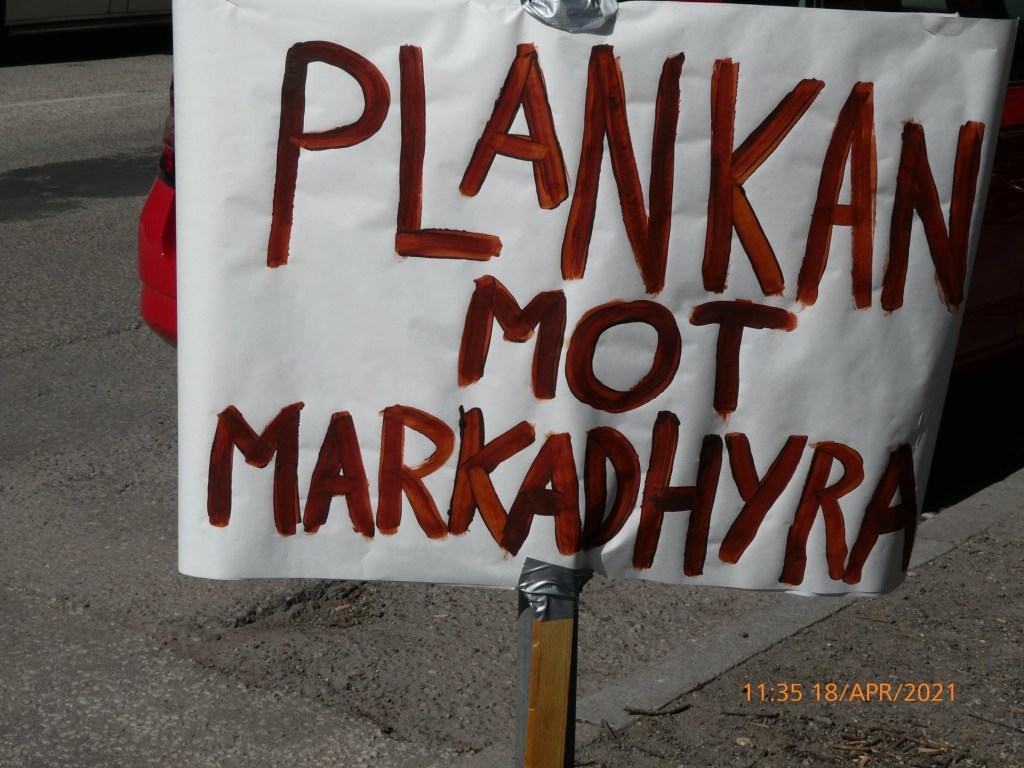 PLANKAN
MOT
MARKADHYRA
11:35 18/APR/2021